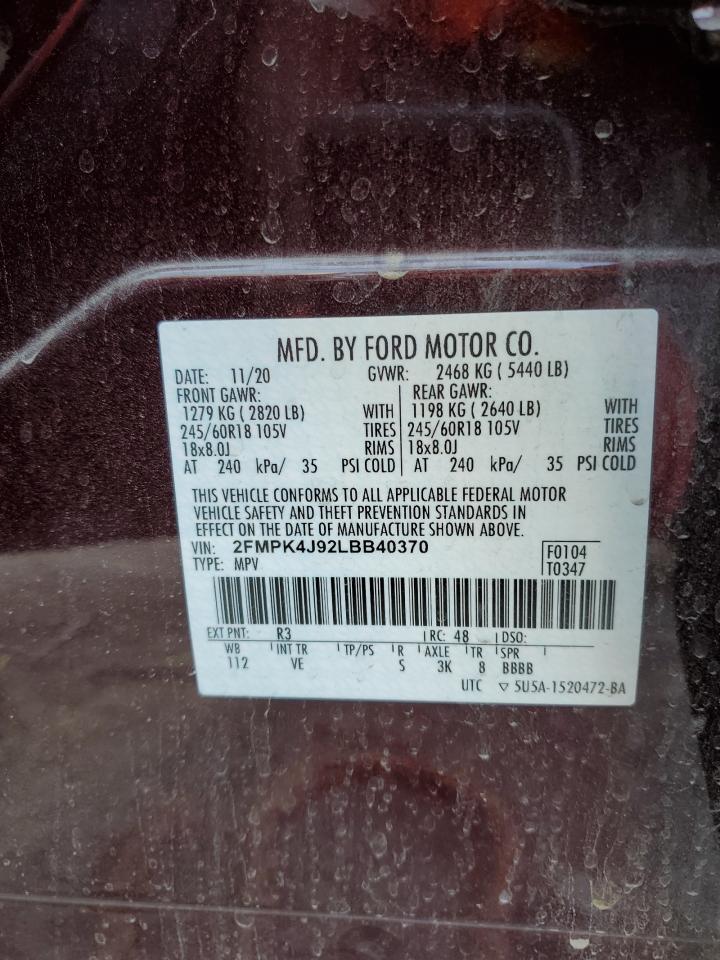 MFD. BY FORD MOTOR CO.
DATE: 11/20 GVWR: 2468 KG ( 5440 LB)
FRONT GAWR: REAR GAWR:
1279 KG ( 2820 LB) WITH 1198 KG ( 2640 LB) WITH
245/60R18 105V TIRES 245/60R18 105V TIRES
18x8.0J RIMS 18x8.0J RIMS
AT 240 kPa/ 35 PSI COLD AT 240 kPa/ 35 PSI COLD
THIS VEHICLE CONFORMS TO ALL APPLICABLE FEDERAL MOTOR
VEHICLE SAFETY AND THEFT PREVENTION STANDARDS IN
EFFECT ON THE DATE OF MANUFACTURE SHOWN ABOVE.
VIN: 2FMPK4J92LBB40370 F0104
TYPE: MPV T0347
EXT PNT: R3 RC: 48 DSO:
WB INT TR TP/PS R AXLE TR SPR
112 VE S 3K 8 BBBB
UTC ▽ 5U5A-1520472-BA